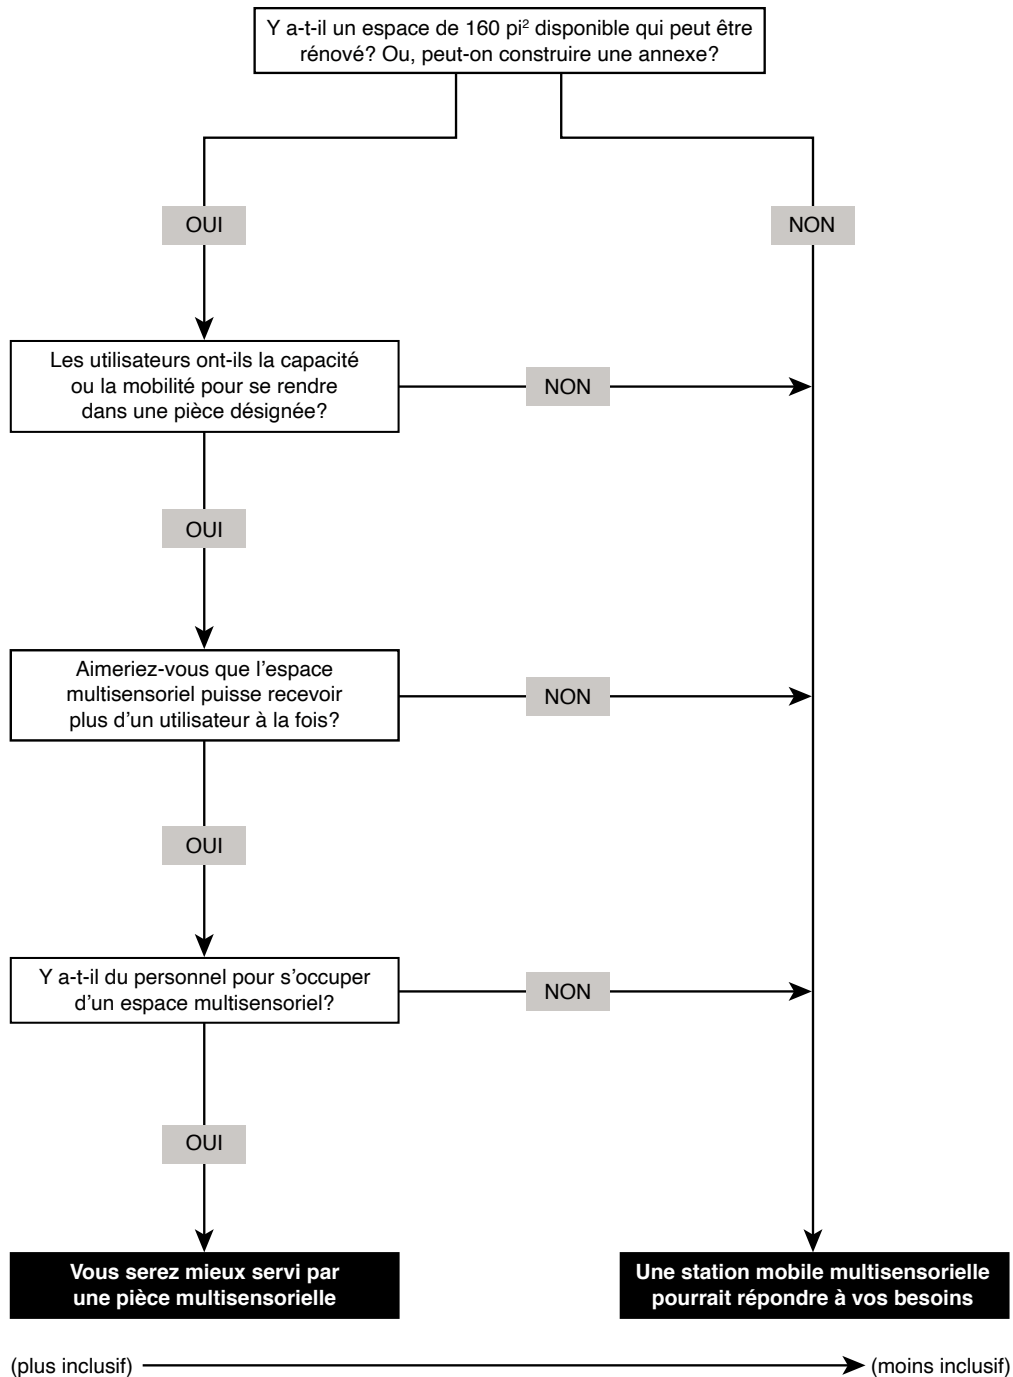 Y a-t-il un espace de 160 pi² disponible qui peut être
rénové? Ou, peut-on construire une annexe?
OUI
NON
Les utilisateurs ont-ils la capacité
ou la mobilité pour se rendre
dans une pièce désignée?
NON
OUI
Aimeriez-vous que l’espace
multisensoriel puisse recevoir
plus d’un utilisateur à la fois?
NON
OUI
Y a-t-il du personnel pour s’occuper
d’un espace multisensoriel?
NON
OUI
Vous serez mieux servi par
une pièce multisensorielle
Une station mobile multisensorielle
pourrait répondre à vos besoins
(plus inclusif)
(moins inclusif)